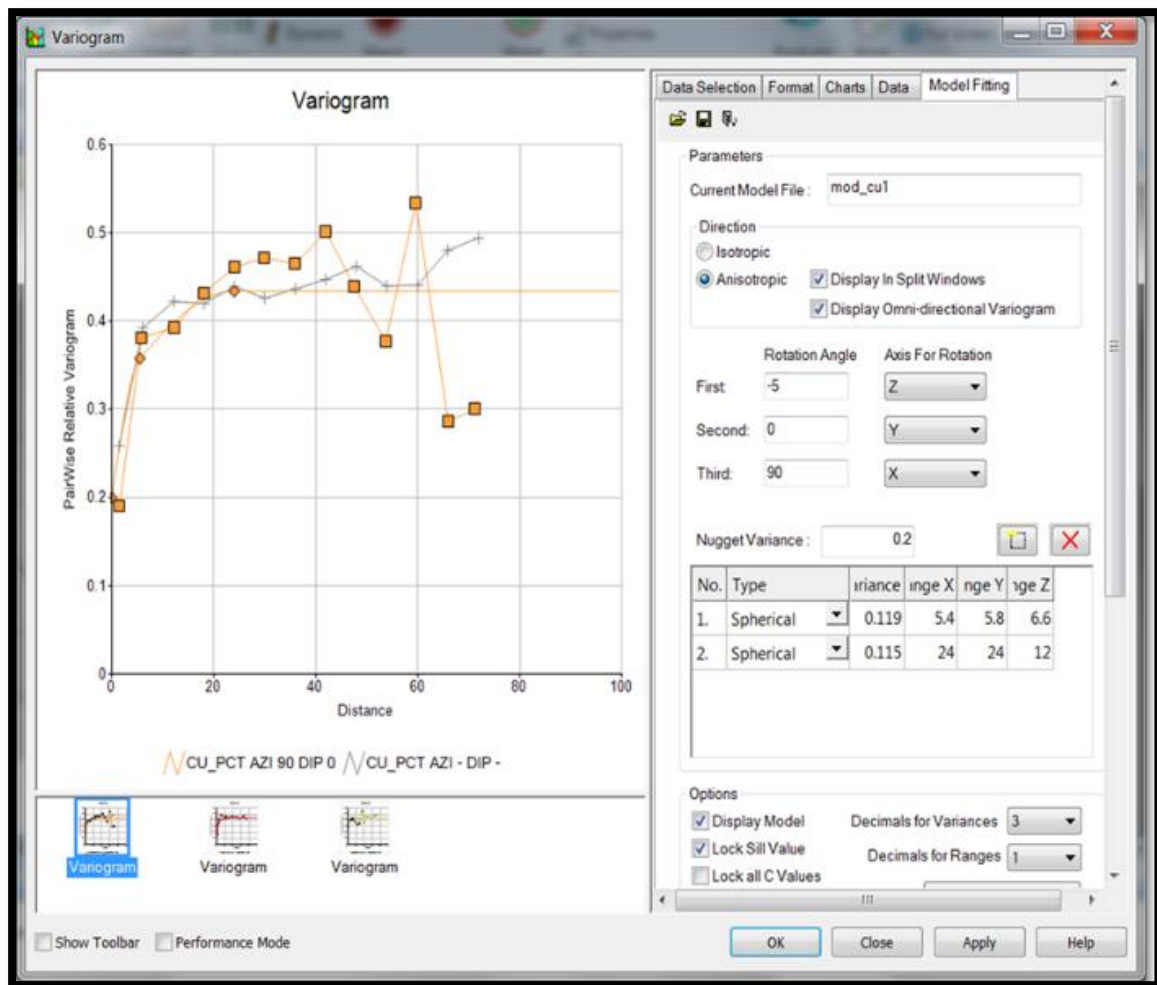 Variogram
Variogram
0.6
0.5
0.4
0.3
0.2
0.1
0
PairWise Relative Variogram
0 20 40 60 80 100
Distance
CU_PCT AZI 90 DIP 0 CU_PCT AZI - DIP -
Variogram Variogram Variogram
Data Selection Format Charts Data Model Fitting
Parameters
Current Model File : mod_cu1
Direction
Isotropic
Anisotropic Display In Split Windows
Display Omni-directional Variogram
Rotation Angle Axis For Rotation
First -5 Z
Second: 0 Y
Third: 90 X
Nugget Variance : 0.2
No. Type ariance inge X nge Y nge Z
1. Spherical 0.119 5.4 5.8 6.6
2. Spherical 0.115 24 24 12
Options
Display Model Decimals for Variances 3
Lock Sill Value Decimals for Ranges 1
Lock all C Values
Show Toolbar Performance Mode OK Close Apply Help